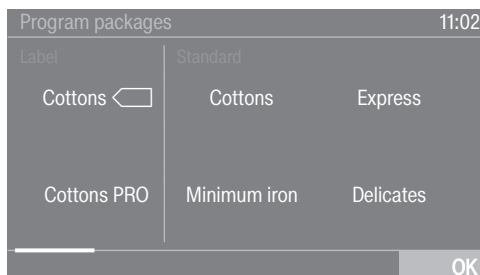 Program packages 11:02
Label Standard
Cottons Cottons Express
Cottons PRO Minimum iron Delicates
OK